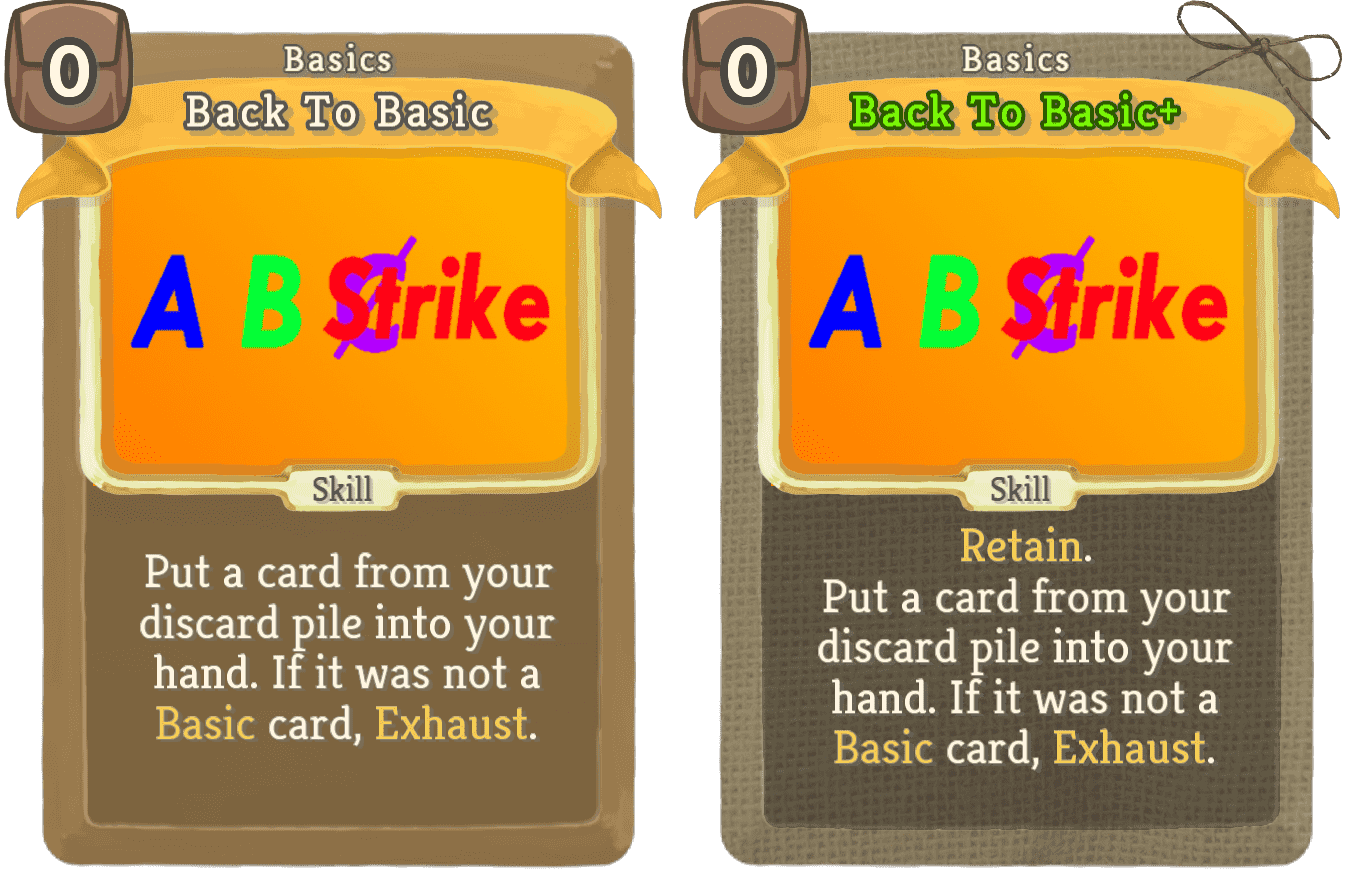 0
Basics
Back To Basic
A B C Strike
Skill
Put a card from your
discard pile into your
hand. If it was not a
Basic card, Exhaust.
0
Basics
Back To Basic+
A B C Strike
Skill
Retain.
Put a card from your
discard pile into your
hand. If it was not a
Basic card, Exhaust.